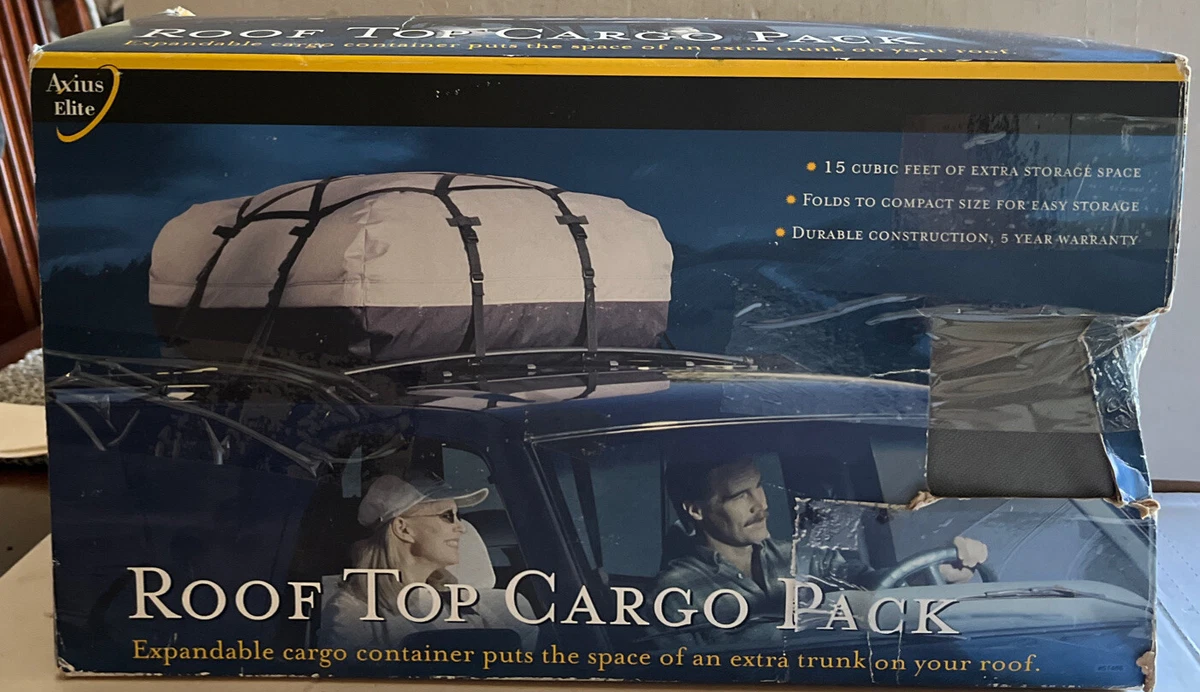 ROOF TOP CARGO PACK
Expandable cargo container puts the space of an extra trunk on your roof.
Axius
Elite
15 CUBIC FEET OF EXTRA STORAGE SPACE
FOLDS TO COMPACT SIZE FOR EASY STORAGE
DURABLE CONSTRUCTION, 5 YEAR WARRANTY
ROOF TOP CARGO PACK
Expandable cargo container puts the space of an extra trunk on your roof.